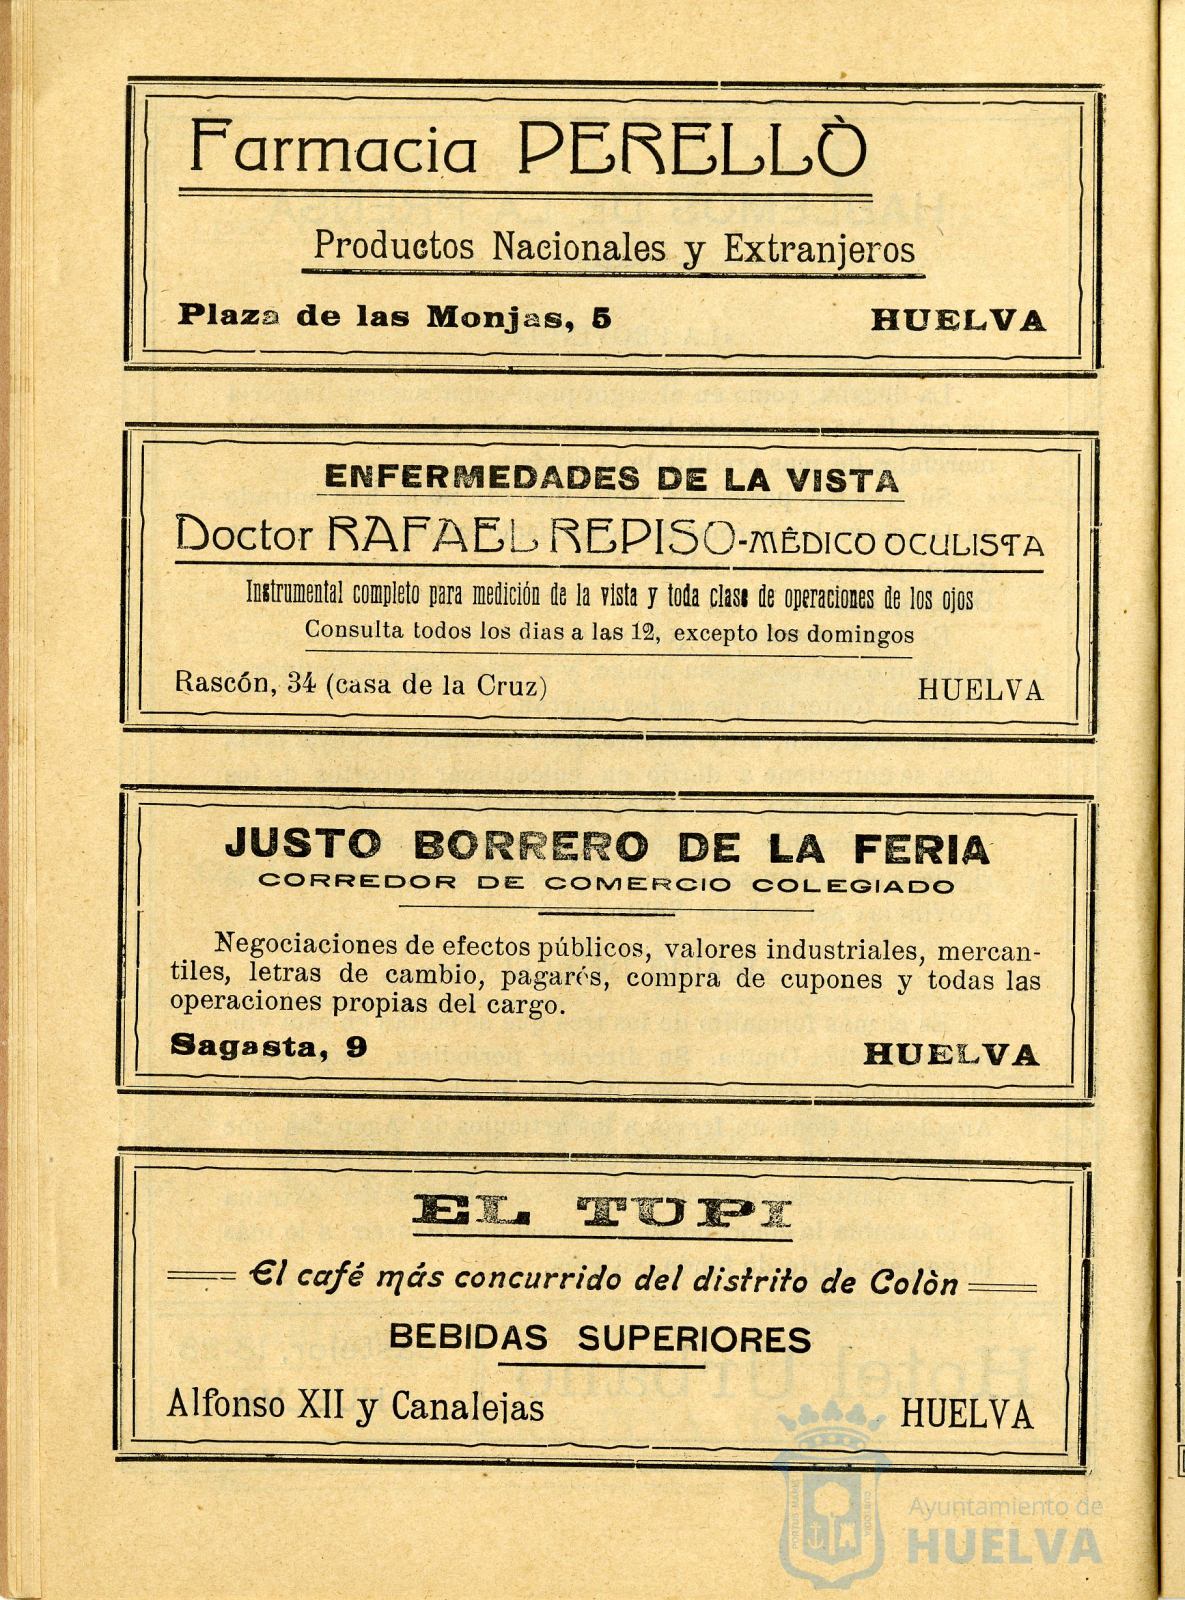 Farmacia PERELLÒ
Productos Nacionales y Extranjeros
Plaza de las Monjas, 5 HUELVA
ENFERMEDADES DE LA VISTA
Doctor RAFAEL REPISO-MÊDICO OCULISTA
Instrumental completo para medición de la vista y toda clase de operaciones de los ojos
Consulta todos los dias a las 12, excepto los domingos
Rascón, 34 (casa de la Cruz) HUELVA
JUSTO BORRERO DE LA FERIA
CORREDOR DE COMERCIO COLEGIADO
Negociaciones de efectos públicos, valores industriales, mercan-
tiles, letras de cambio, pagarés, compra de cupones y todas las
operaciones propias del cargo.
Sagasta, 9 HUELVA
EL TUPI
El café más concurrido del distrito de Colòn
BEBIDAS SUPERIORES
Alfonso XII y Canalejas HUELVA
Ayuntamiento de
HUELVA